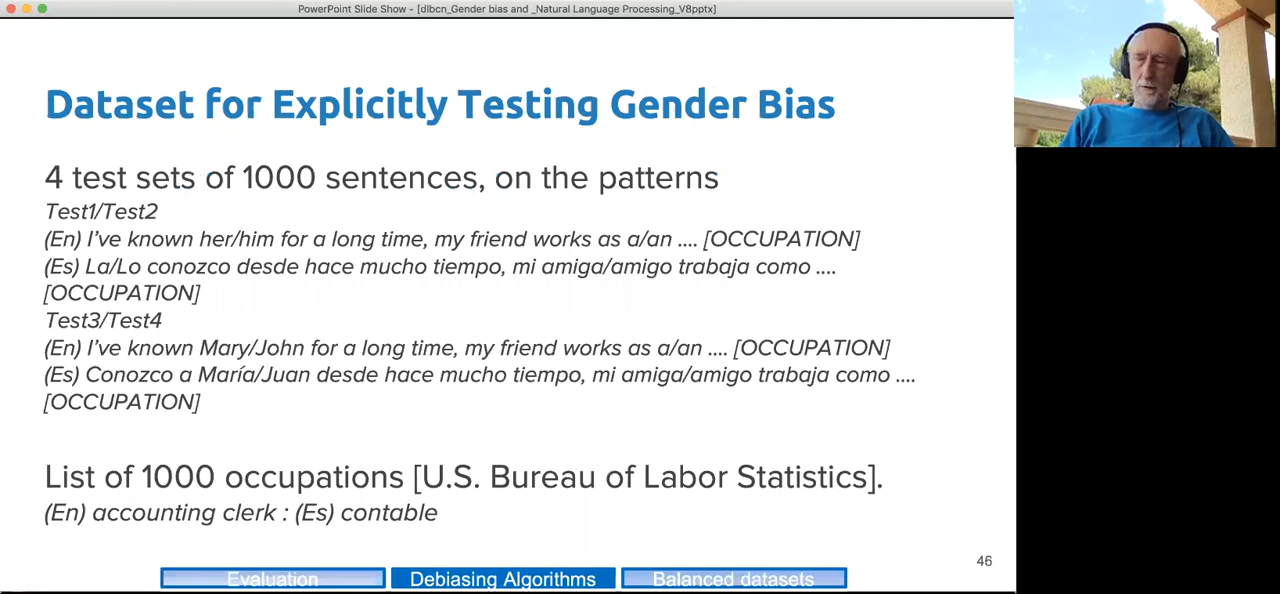 PowerPoint Slide Show - [dlbcn_Gender bias and _Natural Language Processing_V8pptx]
Dataset for Explicitly Testing Gender Bias
4 test sets of 1000 sentences, on the patterns
Test1/Test2
(En) I've known her/him for a long time, my friend works as a/an .... [OCCUPATION]
(Es) La/Lo conozco desde hace mucho tiempo, mi amiga/amigo trabaja como ....
[OCCUPATION]
Test3/Test4
(En) I've known Mary/John for a long time, my friend works as a/an .... [OCCUPATION]
(Es) Conozco a María/Juan desde hace mucho tiempo, mi amiga/amigo trabaja como ....
[OCCUPATION]
List of 1000 occupations [U.S. Bureau of Labor Statistics].
(En) accounting clerk : (Es) contable
46
Evaluation
Debiasing Algorithms
Balanced datasets